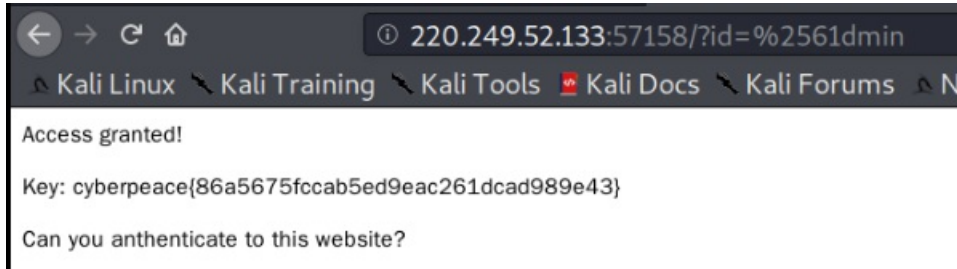 220.249.52.133:57158/?id=%2561dmin
Kali Linux Kali Training Kali Tools Kali Docs Kali Forums N
Access granted!
Key: cyberpeace{86a5675fccab5ed9eac261dcad989e43}
Can you anthenticate to this website?